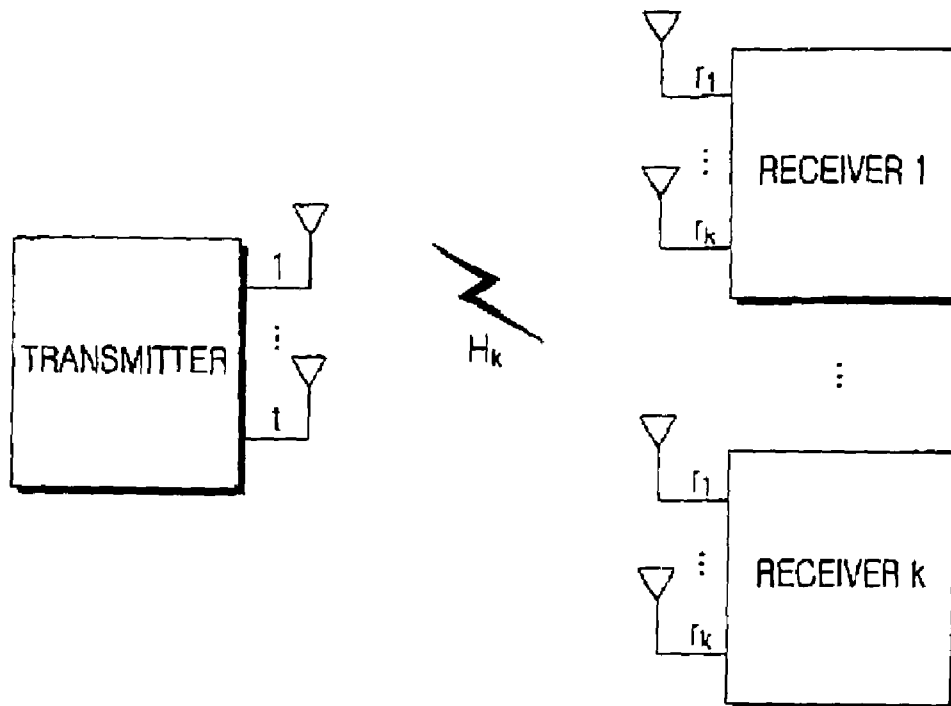 r₁
⋮
RECEIVER 1
rₖ
1
⋮
TRANSMITTER
t
Hₖ
⋮
r₁
⋮
RECEIVER k
rₖ